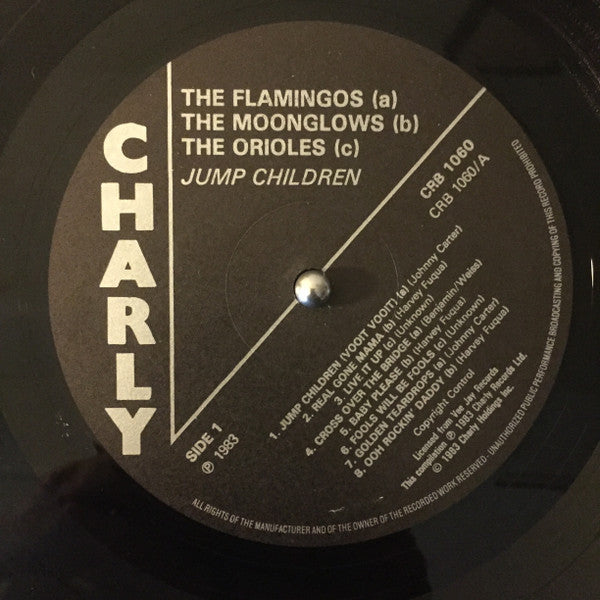 CHARLY
THE FLAMINGOS (a)
THE MOONGLOWS (b)
THE ORIOLES (c)
JUMP CHILDREN
CRB 1060
CRB 1060/A
SIDE 1
℗ 1983
1. JUMP CHILDREN (VOOIT VOOIT) (a) (Johnny Carter)
2. REAL GONE MAMA (b) (Harvey Fuqua)
3. LIVE IT UP (c) (Unknown)
4. CROSS OVER THE BRIDGE (a) (Benjamin/Weiss)
5. BABY PLEASE (b) (Harvey Fuqua)
6. FOOLS WILL BE FOOLS (c) (Unknown)
7. GOLDEN TEARDROPS (a) (Johnny Carter)
8. OOH ROCKIN' DADDY (b) (Harvey Fuqua)
Copyright Control
Licensed from Vee Jay Records
This compilation ℗ 1983 Charly Records Ltd.
© 1983 Charly Holdings Inc.
ALL RIGHTS OF THE MANUFACTURER AND OF THE OWNER OF THE RECORDED WORK RESERVED - UNAUTHORIZED PUBLIC PERFORMANCE BROADCASTING AND COPYING OF THIS RECORD PROHIBITED